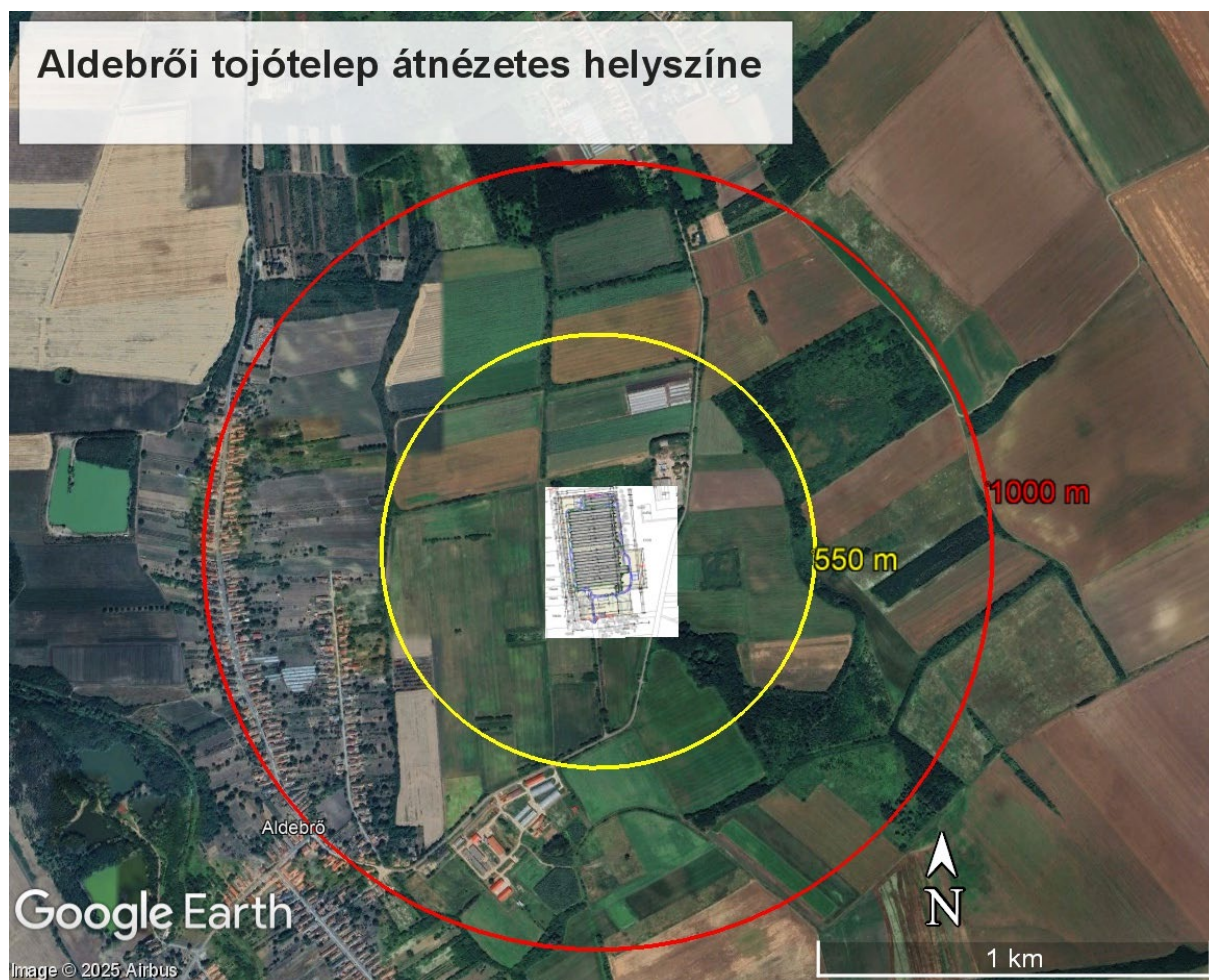 Aldebrői tojótelep átnézetes helyszíne
1000 m
550 m
Aldebrő
Google Earth
N
1 km
Image © 2025 Airbus